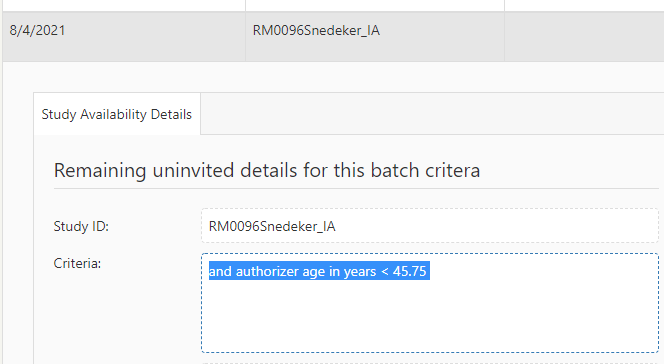 8/4/2021 RM0096Snedeker_IA
Study Availability Details
Remaining uninvited details for this batch critera
Study ID: RM0096Snedeker_IA
Criteria: and authorizer age in years < 45.75